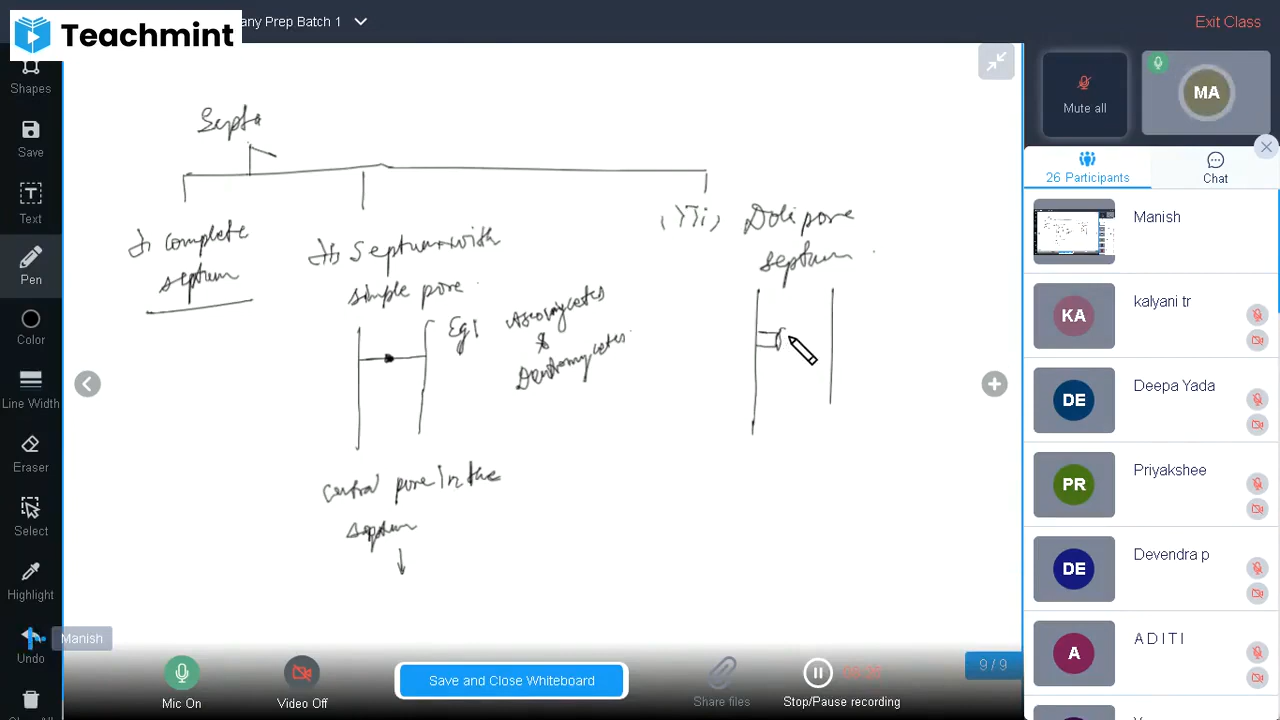 Teachmint
any Prep Batch 1
Exit Class
Shapes
Save
Text
Pen
Color
Line Width
Eraser
Select
Highlight
Undo
Manish
Septa
complete
septum
Septum with
simple pore
Eg:
Ascomycetes
&
Deuteromycetes
central pore in the
septum
Dolipore
septum
MA
Mute all
26 Participants
Chat
Manish
KA
kalyani tr
DE
Deepa Yada
PR
Priyakshee
DE
Devendra p
A
A D I T I
9 / 9
Mic On
Video Off
Save and Close Whiteboard
Share files
Stop/Pause recording